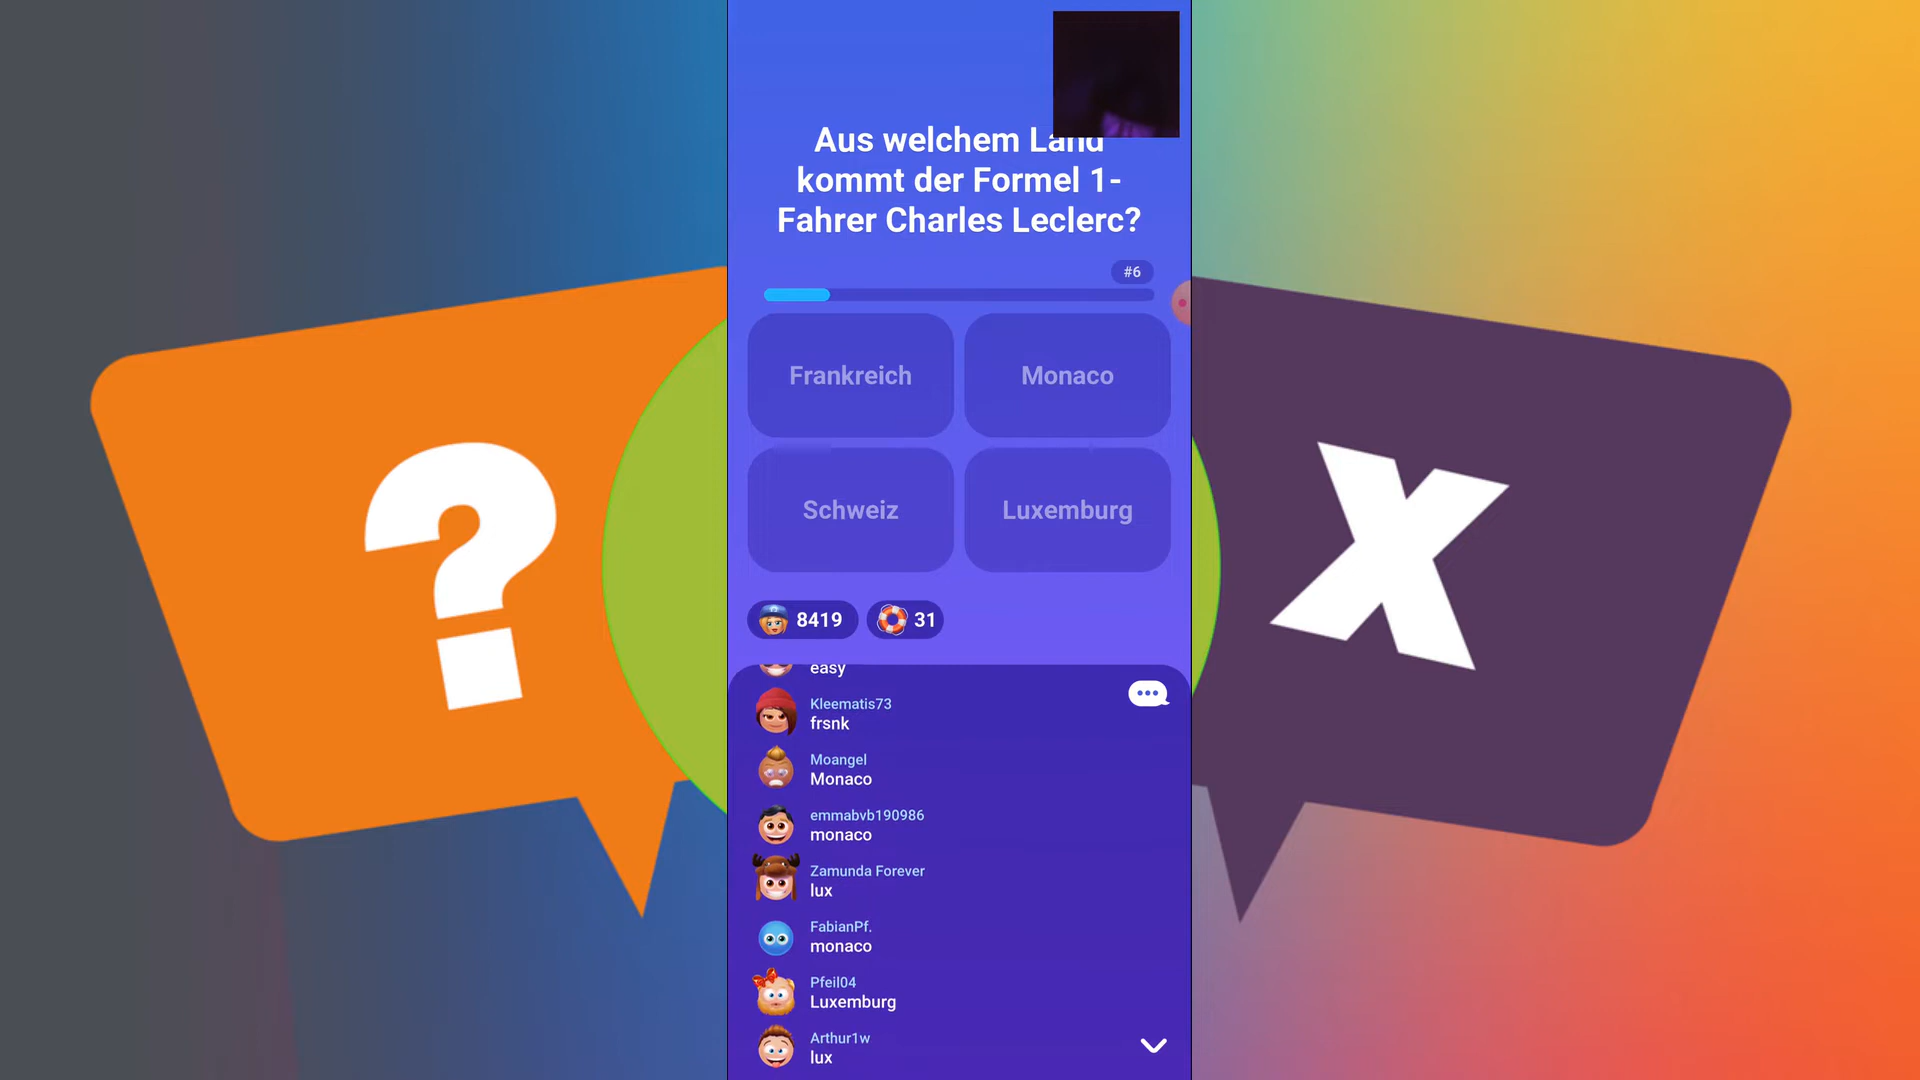 Aus welchem Land
kommt der Formel 1-
Fahrer Charles Leclerc?
#6
Frankreich
Monaco
Schweiz
Luxemburg
8419
31
easy
Kleematis73
frsnk
Moangel
Monaco
emmabvb190986
monaco
Zamunda Forever
lux
FabianPf.
monaco
Pfeil04
Luxemburg
Arthur1w
lux
?
X